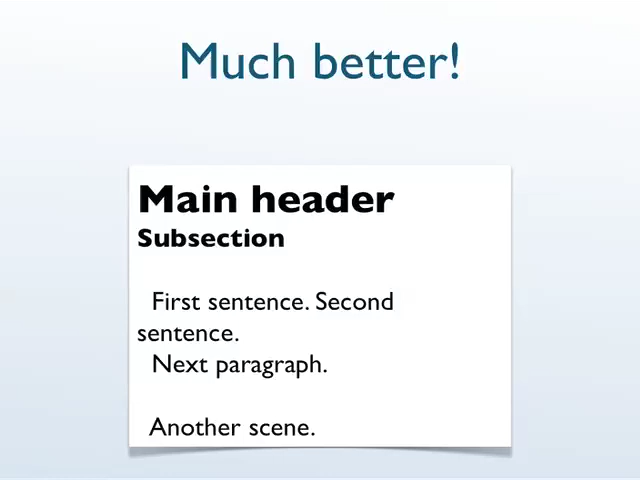 Much better!
Main header
Subsection
First sentence. Second
sentence.
Next paragraph.
Another scene.